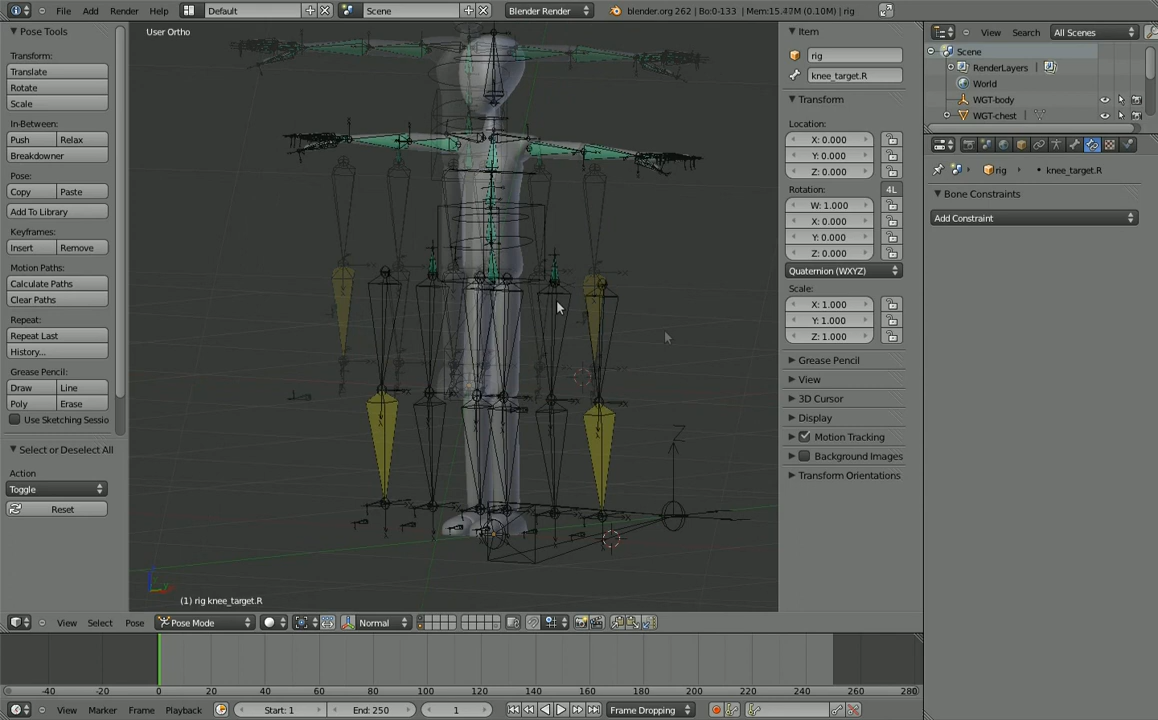 File Add Render Help Default Scene Blender Render blender.org 262 | Bo:0-133 | Mem:15.47M (0.10M) | rig
Pose Tools
Transform:
Translate
Rotate
Scale
In-Between:
Push Relax
Breakdowner
Pose:
Copy Paste
Add To Library
Keyframes:
Insert Remove
Motion Paths:
Calculate Paths
Clear Paths
Repeat:
Repeat Last
History...
Grease Pencil:
Draw Line
Poly Erase
Use Sketching Sessio
Select or Deselect All
Action
Toggle
Reset
User Ortho
(1) rig knee_target.R
View Select Pose Pose Mode Normal
Item
rig
knee_target.R
Transform
Location:
X: 0.000
Y: 0.000
Z: 0.000
Rotation: 4L
W: 1.000
X: 0.000
Y: 0.000
Z: 0.000
Quaternion (WXYZ)
Scale:
X: 1.000
Y: 1.000
Z: 1.000
Grease Pencil
View
3D Cursor
Display
Motion Tracking
Background Images
Transform Orientations
View Search All Scenes
Scene
RenderLayers
World
WGT-body
WGT-chest
rig knee_target.R
Bone Constraints
Add Constraint
-40 -20 0 20 40 60 80 100 120 140 160 180 200 220 240 260 280
View Marker Frame Playback Start: 1 End: 250 1 Frame Dropping